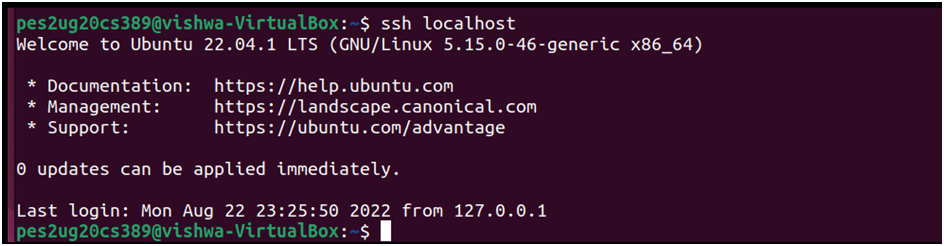 pes2ug20cs389@vishwa-VirtualBox:~$ ssh localhost
Welcome to Ubuntu 22.04.1 LTS (GNU/Linux 5.15.0-46-generic x86_64)
 * Documentation:  https://help.ubuntu.com
 * Management:     https://landscape.canonical.com
 * Support:        https://ubuntu.com/advantage
0 updates can be applied immediately.
Last login: Mon Aug 22 23:25:50 2022 from 127.0.0.1
pes2ug20cs389@vishwa-VirtualBox:~$